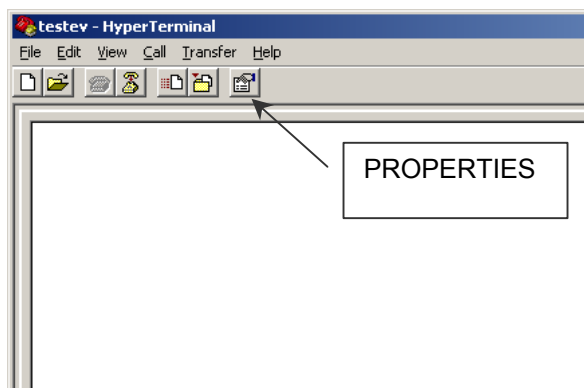 testev - HyperTerminal
File Edit View Call Transfer Help
PROPERTIES